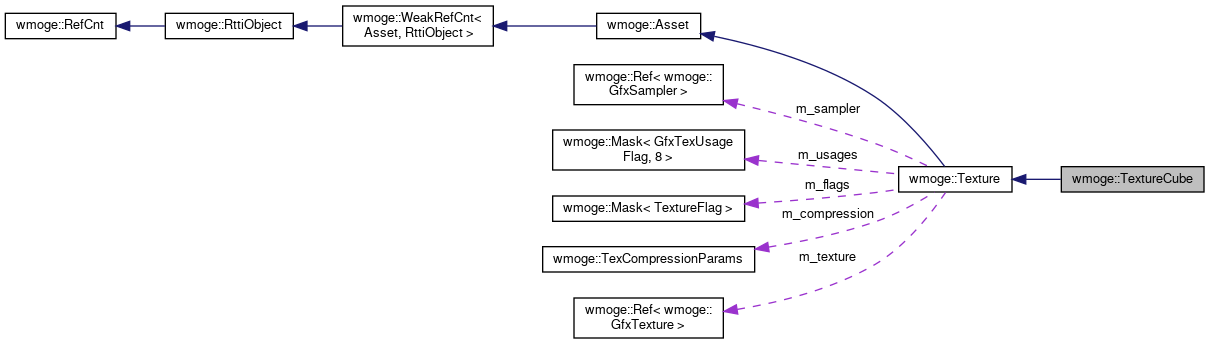 wmoge::RefCnt
wmoge::RttiObject
wmoge::WeakRefCnt<
Asset, RttiObject >
wmoge::Asset
wmoge::Ref< wmoge::
GfxSampler >
m_sampler
wmoge::Mask< GfxTexUsage
Flag, 8 >
m_usages
wmoge::Mask< TextureFlag >
m_flags
wmoge::TexCompressionParams
m_compression
wmoge::Ref< wmoge::
GfxTexture >
m_texture
wmoge::Texture
wmoge::TextureCube